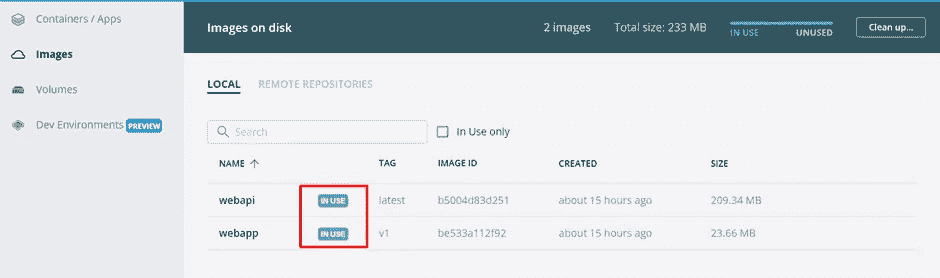 Containers / Apps
Images
Volumes
Dev Environments PREVIEW
Images on disk 2 images Total size: 233 MB IN USE UNUSED Clean up...
LOCAL REMOTE REPOSITORIES
Search In Use only
NAME TAG IMAGE ID CREATED SIZE
webapi IN USE latest b5004d83d251 about 15 hours ago 209.34 MB
webapp IN USE v1 be533a112f92 about 15 hours ago 23.66 MB